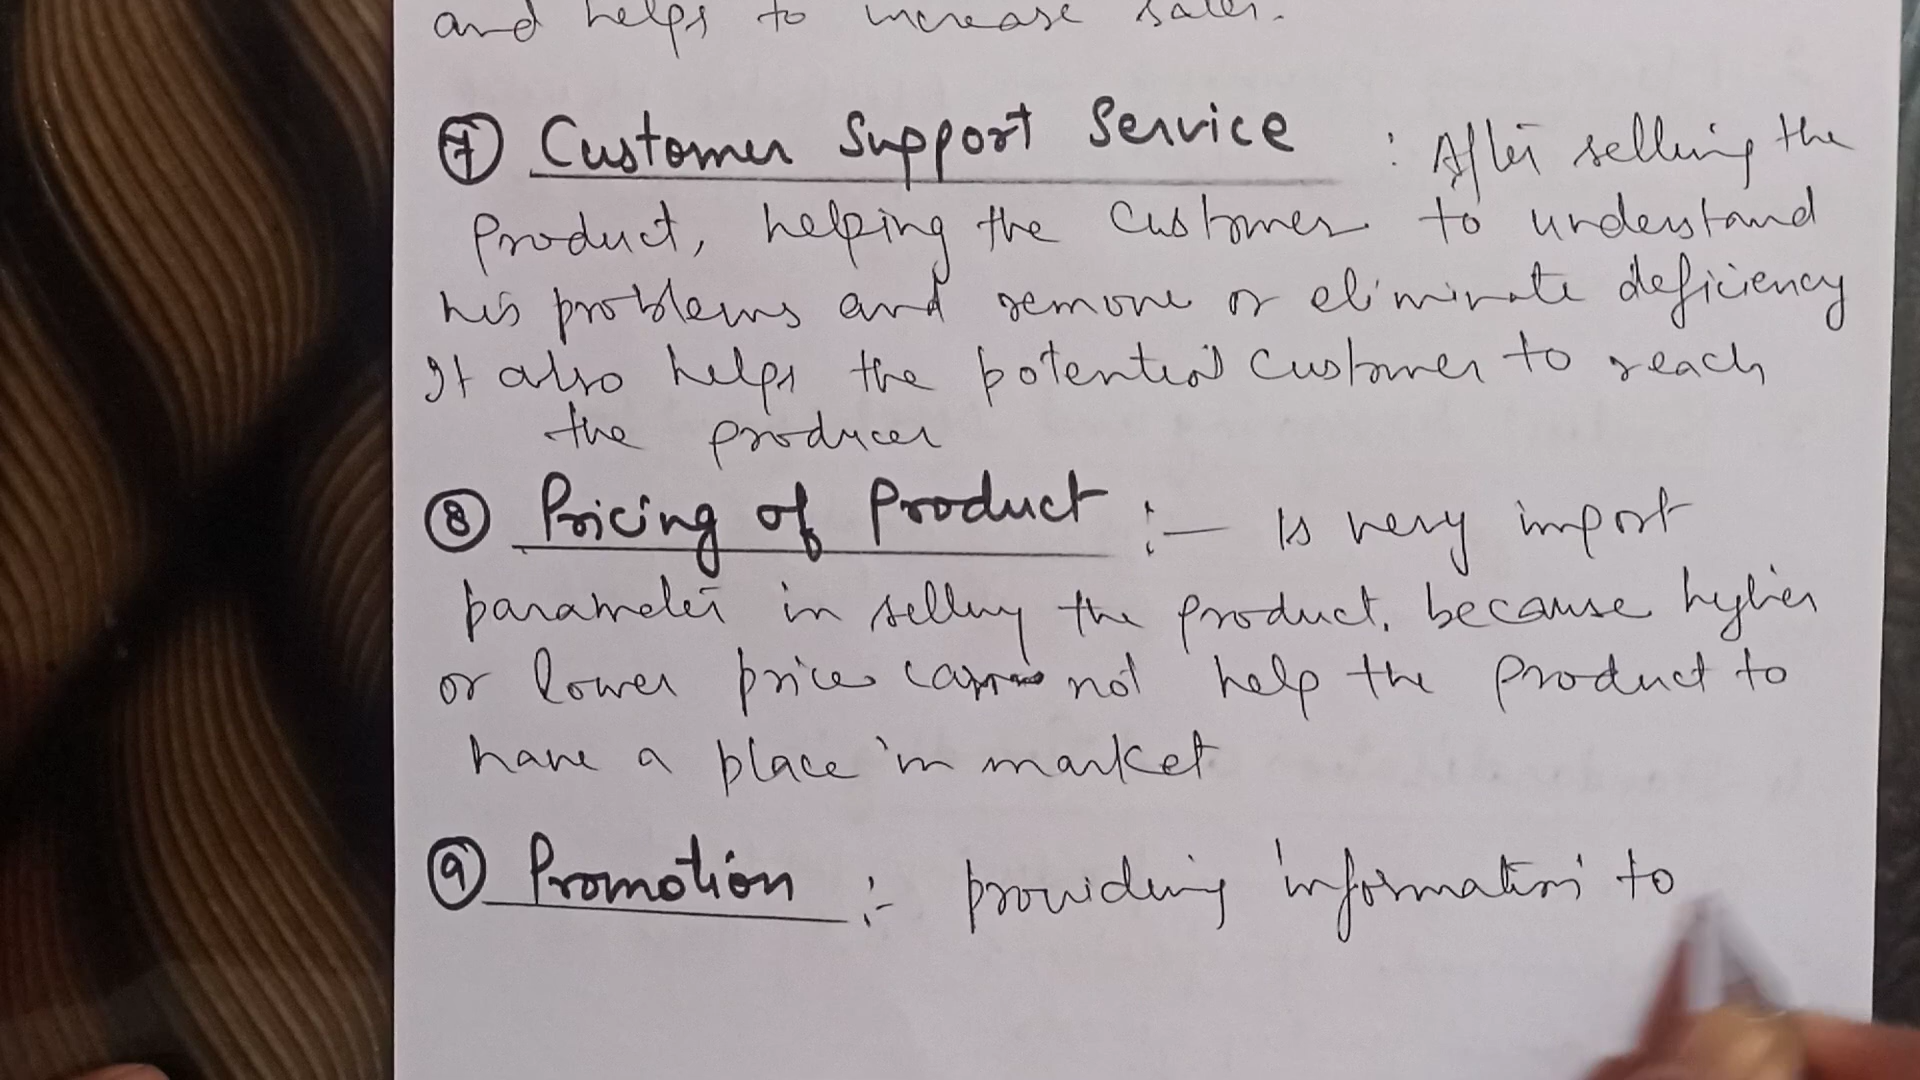 and helps to increase sales.
⑦ Customer Support Service : After selling the
Product, helping the Customer to understand
his problems and remove or eliminate deficiency
It also helps the potential Customer to reach
the producer
⑧ Pricing of Product :- Is very import
parameter in selling the product. because higher
or lower price can not help the product to
have a place in market
⑨ Promotion :- providing information to